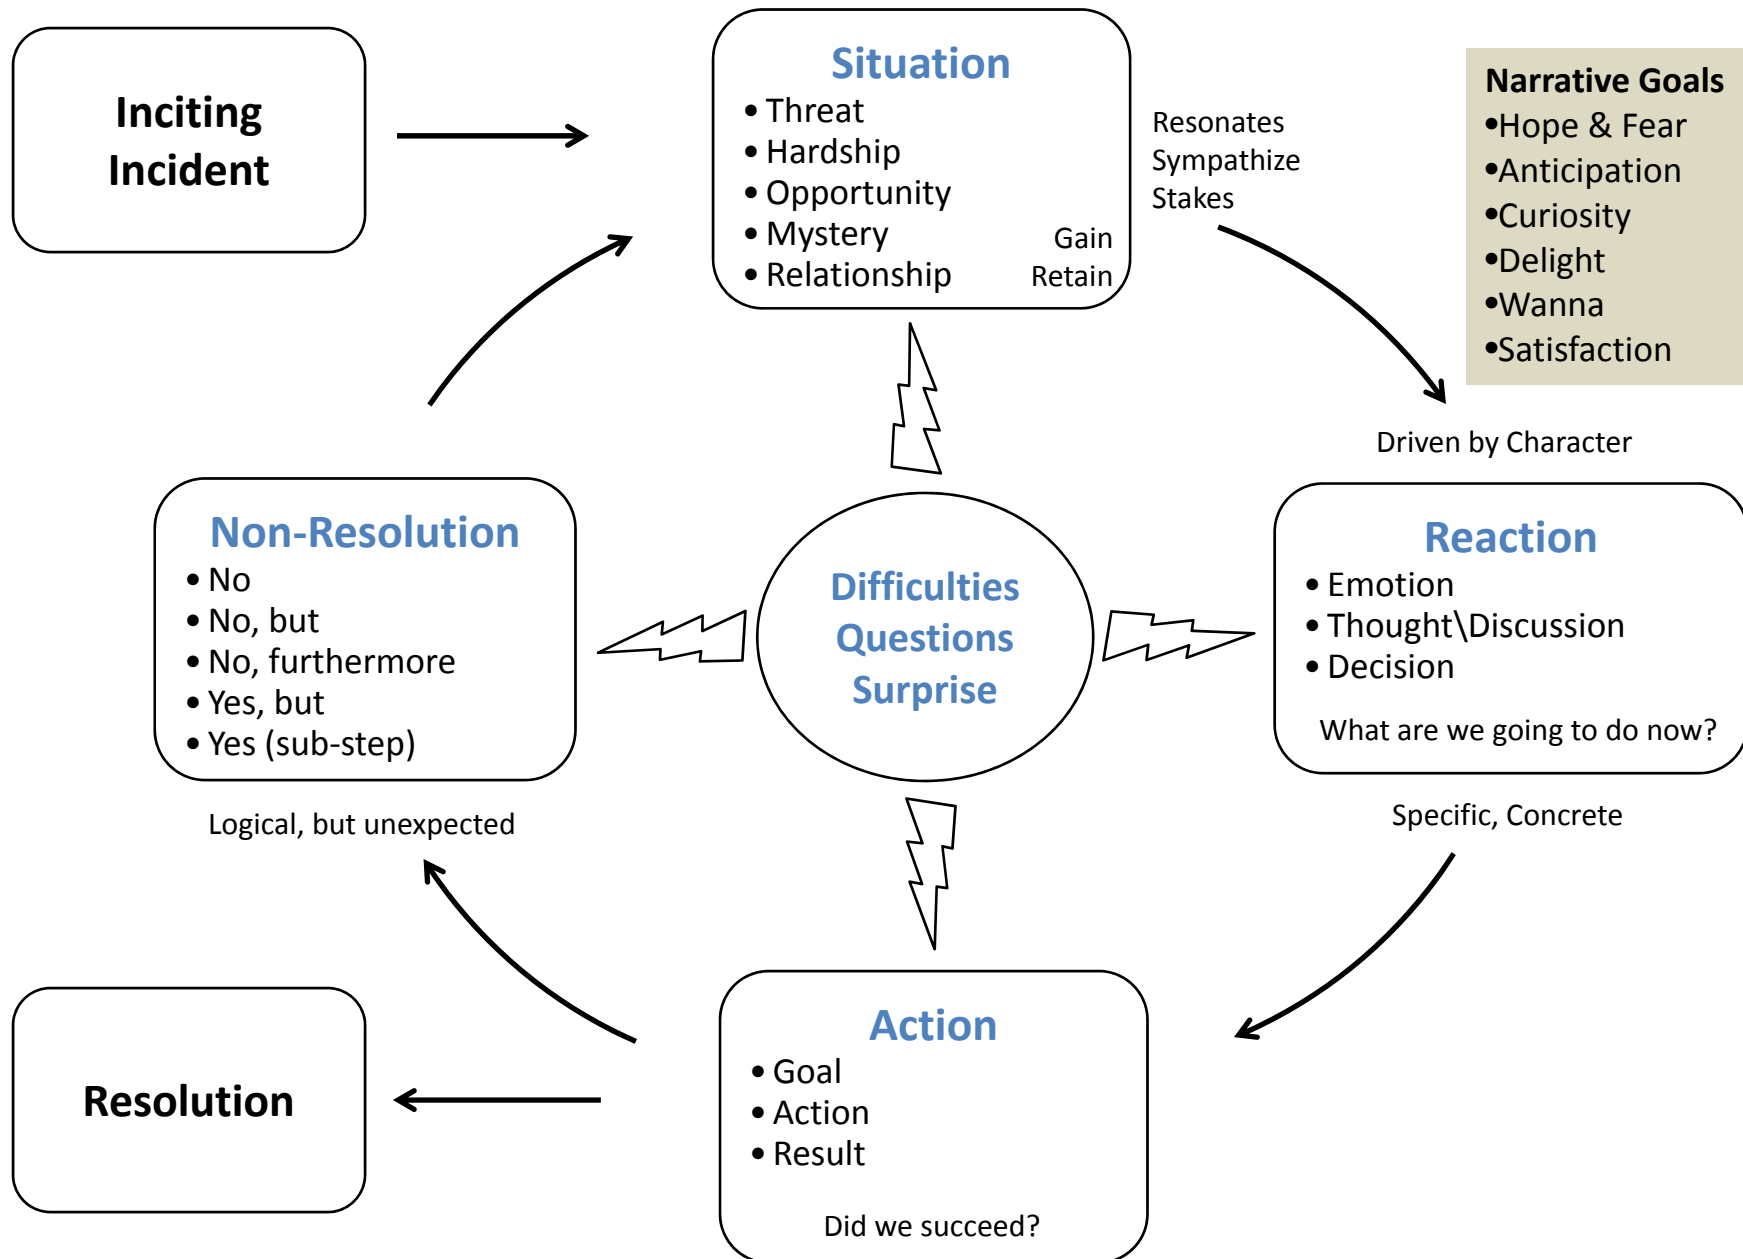 Inciting
Incident
Situation
• Threat
• Hardship
• Opportunity
• Mystery
• Relationship
Gain
Retain
Resonates
Sympathize
Stakes
Narrative Goals
•Hope & Fear
•Anticipation
•Curiosity
•Delight
•Wanna
•Satisfaction
Driven by Character
Non-Resolution
• No
• No, but
• No, furthermore
• Yes, but
• Yes (sub-step)
Logical, but unexpected
Difficulties
Questions
Surprise
Reaction
• Emotion
• Thought\Discussion
• Decision
What are we going to do now?
Specific, Concrete
Action
• Goal
• Action
• Result
Did we succeed?
Resolution